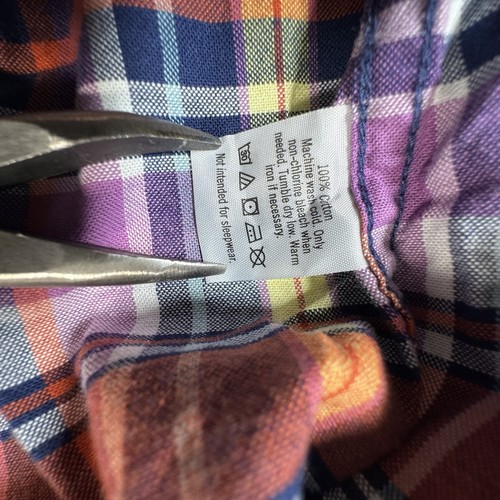 100% Cotton
Machine wash cold. Only
non-chlorine bleach when
needed. Tumble dry low. Warm
iron if necessary.
30
Not intended for sleepwear.